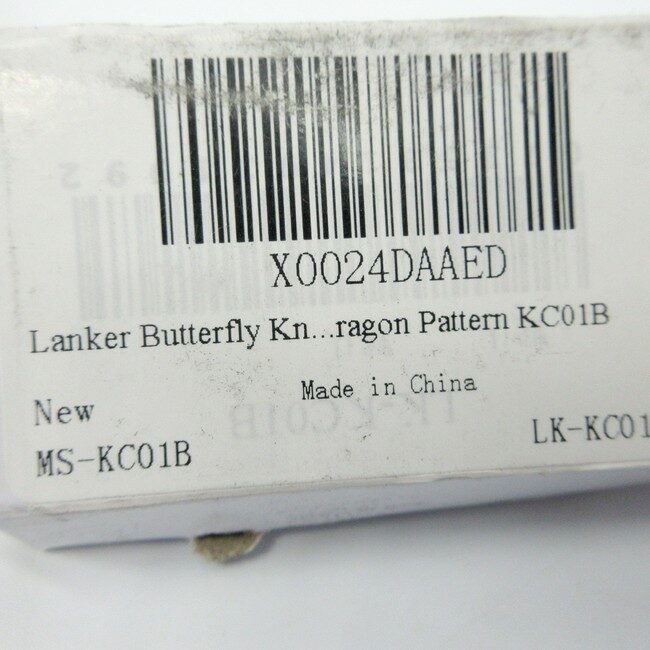 X0024DAAED
Lanker Butterfly Kn...ragon Pattern KC01B
Made in China
New
MS-KC01B
LK-KC01